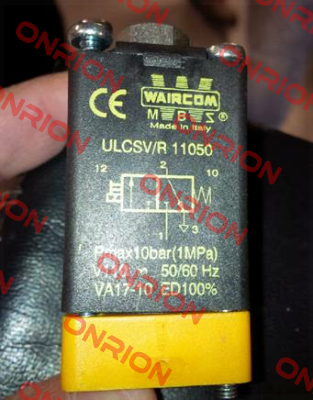 ONRION
CE WAIRCOM
M B S ®
Made in Italy
ULCSV/R 11050
12 2 10
1 3
Pmax10bar(1MPa)
50/60 Hz
VA17-10 ED100%
ONRION